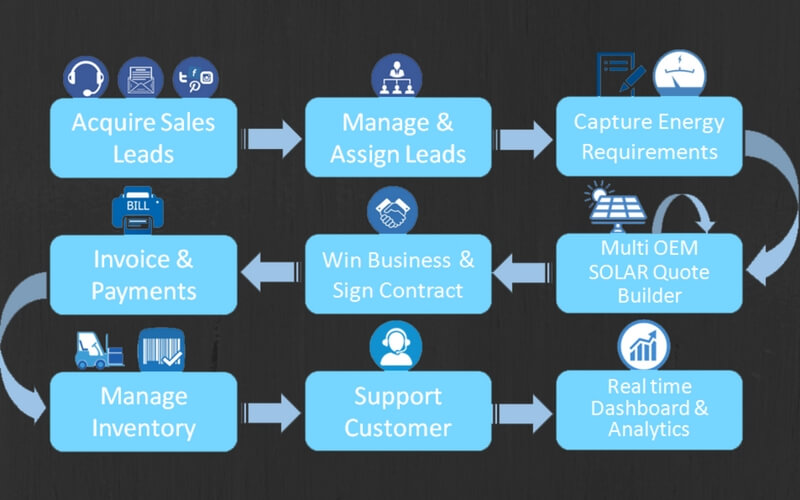 Acquire Sales
Leads
Manage &
Assign Leads
Capture Energy
Requirements
Multi OEM
SOLAR Quote
Builder
Win Business &
Sign Contract
BILL
Invoice &
Payments
Manage
Inventory
Support
Customer
Real time
Dashboard &
Analytics